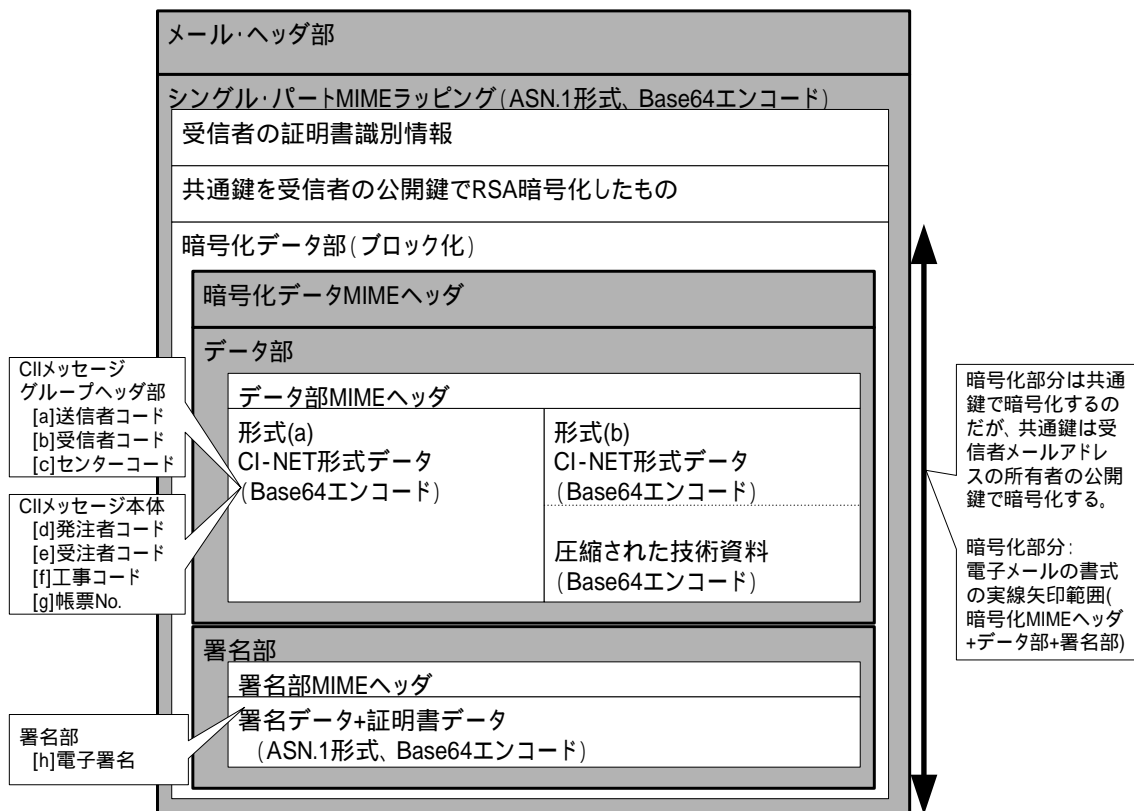 メール・ヘッダ部
シングル・パートMIMEラッピング(ASN.1形式、Base64エンコード)
受信者の証明書識別情報
共通鍵を受信者の公開鍵でRSA暗号化したもの
暗号化データ部(ブロック化)
暗号化データMIMEヘッダ
データ部
データ部MIMEヘッダ
形式(a)
CI-NET形式データ
(Base64エンコード)
形式(b)
CI-NET形式データ
(Base64エンコード)
圧縮された技術資料
(Base64エンコード)
署名部
署名部MIMEヘッダ
署名データ+証明書データ
(ASN.1形式、Base64エンコード)
CIIメッセージ
グループヘッダ部
[a]送信者コード
[b]受信者コード
[c]センターコード
CIIメッセージ本体
[d]発注者コード
[e]受注者コード
[f]工事コード
[g]帳票No.
署名部
[h]電子署名
暗号化部分は共通
鍵で暗号化するの
だが、共通鍵は受
信者メールアドレ
スの所有者の公開
鍵で暗号化する。
暗号化部分:
電子メールの書式
の実線矢印範囲(
暗号化MIMEヘッダ
+データ部+署名部)